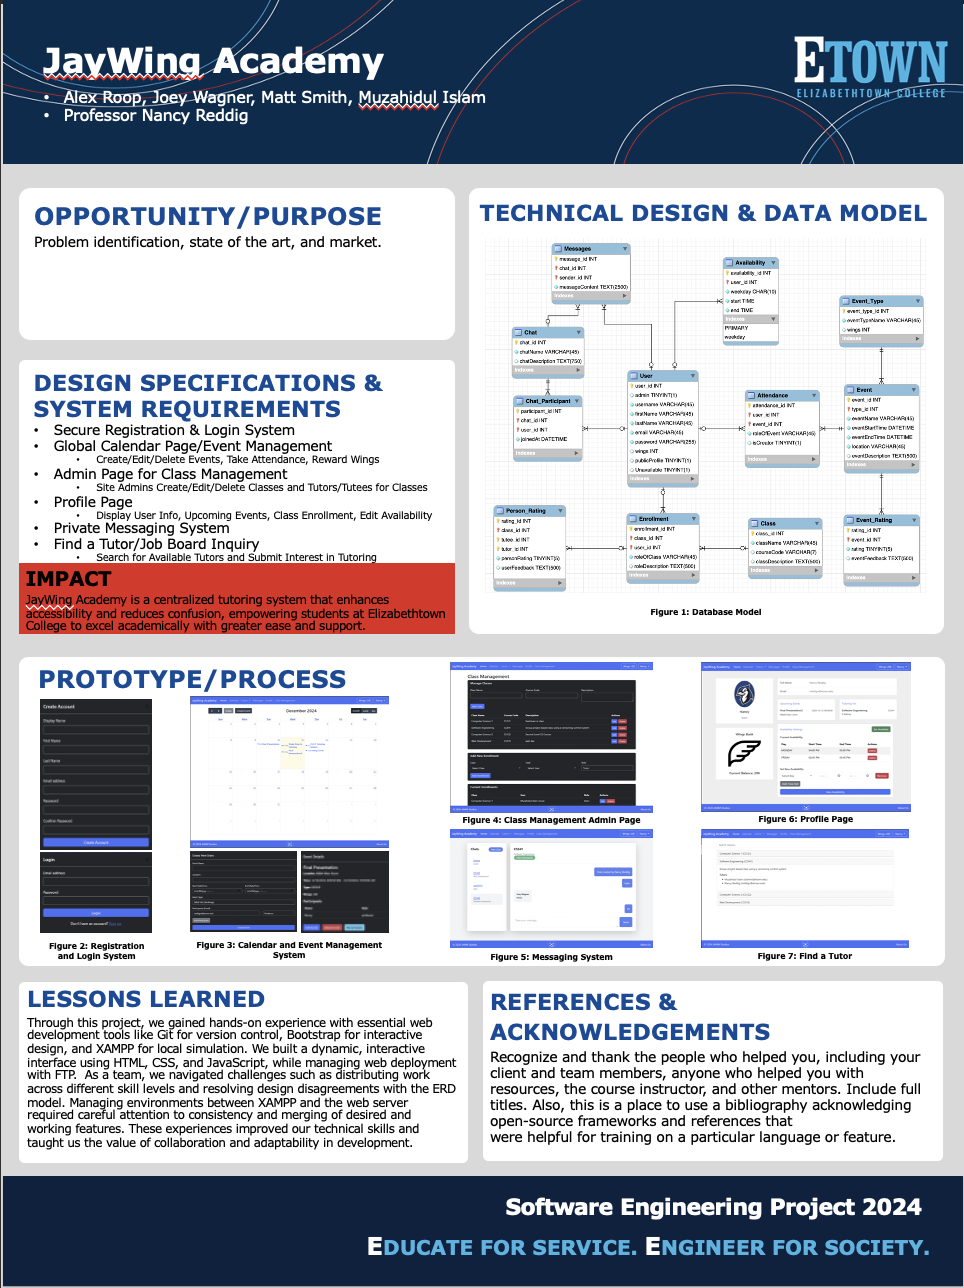 JayWing Academy
• Alex Roop, Joey Wagner, Matt Smith, Muzahidul Islam
• Professor Nancy Reddig
ETOWN
ELIZABETHTOWN COLLEGE
OPPORTUNITY/PURPOSE
Problem identification, state of the art, and market.
DESIGN SPECIFICATIONS &
SYSTEM REQUIREMENTS
• Secure Registration & Login System
• Global Calendar Page/Event Management
• Create/Edit/Delete Events, Take Attendance, Reward Wings
• Admin Page for Class Management
• Site Admins Create/Edit/Delete Classes and Tutors/Tutees for Classes
• Profile Page
• Display User Info, Upcoming Events, Class Enrollment, Edit Availability
• Private Messaging System
• Find a Tutor/Job Board Inquiry
• Search for Available Tutors and Submit Interest in Tutoring
IMPACT
JayWing Academy is a centralized tutoring system that enhances
accessibility and reduces confusion, empowering students at Elizabethtown
College to excel academically with greater ease and support.
TECHNICAL DESIGN & DATA MODEL
Messages
message_id INT
chat_id INT
sender_id INT
messageContent TEXT(2500)
Indexes
Availability
availability_id INT
user_id INT
weekday CHAR(10)
start TIME
end TIME
Indexes
PRIMARY
weekday
Event_Type
event_type_id INT
eventTypeName VARCHAR(45)
wings INT
Indexes
Chat
chat_id INT
chatName VARCHAR(45)
chatDescription TEXT(750)
Indexes
Chat_Participant
participant_id INT
chat_id INT
user_id INT
joinedAt DATETIME
Indexes
User
user_id INT
admin TINYINT(1)
username VARCHAR(45)
firstName VARCHAR(45)
lastName VARCHAR(45)
email VARCHAR(45)
password VARCHAR(255)
wings INT
publicProfile TINYINT(1)
Unavailable TINYINT(1)
Indexes
Attendance
attendance_id INT
user_id INT
event_id INT
roleOfEvent VARCHAR(45)
isCreator TINYINT(1)
Indexes
Event
event_id INT
type_id INT
eventName VARCHAR(45)
eventStartTime DATETIME
eventEndTime DATETIME
location VARCHAR(45)
eventDescription TEXT(500)
Indexes
Person_Rating
rating_id INT
class_id INT
tutee_id INT
tutor_id INT
personRating TINYINT(5)
userFeedback TEXT(500)
Indexes
Enrollment
enrollment_id INT
class_id INT
user_id INT
roleOfClass VARCHAR(45)
roleDescription TEXT(500)
Indexes
Class
class_id INT
className VARCHAR(45)
courseCode VARCHAR(7)
classDescription TEXT(500)
Indexes
Event_Rating
rating_id INT
event_id INT
rating TINYINT(5)
eventFeedback TEXT(500)
Indexes
Figure 1: Database Model
PROTOTYPE/PROCESS
Create Account
Display Name
First Name
Last Name
Email address
Password
Confirm Password
Create Account
Login
Email address
Password
Login
Don't have an account?
Figure 2: Registration
and Login System
December 2024
Figure 3: Calendar and Event Management
System
Class Management
Figure 4: Class Management Admin Page
Chats
Figure 5: Messaging System
Figure 6: Profile Page
Figure 7: Find a Tutor
LESSONS LEARNED
Through this project, we gained hands-on experience with essential web
development tools like Git for version control, Bootstrap for interactive
design, and XAMPP for local simulation. We built a dynamic, interactive
interface using HTML, CSS, and JavaScript, while managing web deployment
with FTP.  As a team, we navigated challenges such as distributing work
across different skill levels and resolving design disagreements with the ERD
model. Managing environments between XAMPP and the web server
required careful attention to consistency and merging of desired and
working features. These experiences improved our technical skills and
taught us the value of collaboration and adaptability in development.
REFERENCES &
ACKNOWLEDGEMENTS
Recognize and thank the people who helped you, including your
client and team members, anyone who helped you with
resources, the course instructor, and other mentors. Include full
titles. Also, this is a place to use a bibliography acknowledging
open-source frameworks and references that
were helpful for training on a particular language or feature.
Software Engineering Project 2024
EDUCATE FOR SERVICE. ENGINEER FOR SOCIETY.